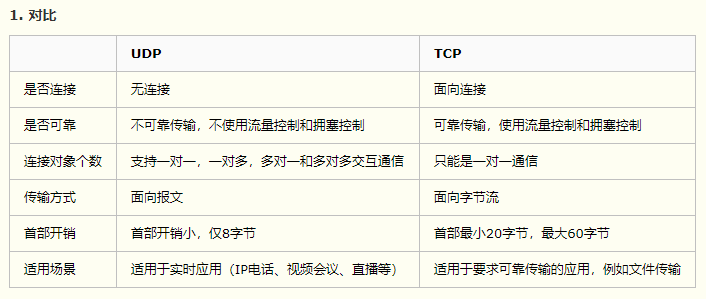 1. 对比
UDP TCP
是否连接 无连接 面向连接
是否可靠 不可靠传输，不使用流量控制和拥塞控制 可靠传输，使用流量控制和拥塞控制
连接对象个数 支持一对一，一对多，多对一和多对多交互通信 只能是一对一通信
传输方式 面向报文 面向字节流
首部开销 首部开销小，仅8字节 首部最小20字节，最大60字节
适用场景 适用于实时应用（IP电话、视频会议、直播等） 适用于要求可靠传输的应用，例如文件传输